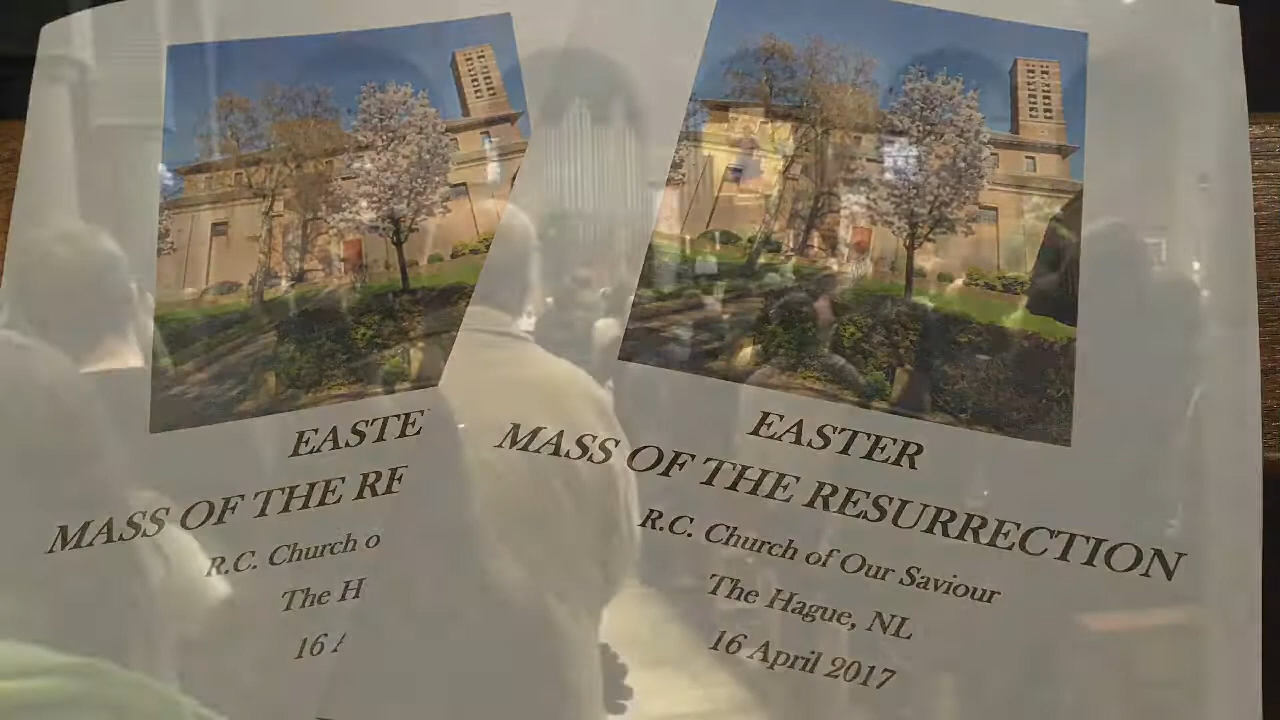 EASTE
MASS OF THE RE
R.C. Church o
The H
16 A
EASTER
MASS OF THE RESURRECTION
R.C. Church of Our Saviour
The Hague, NL
16 April 2017